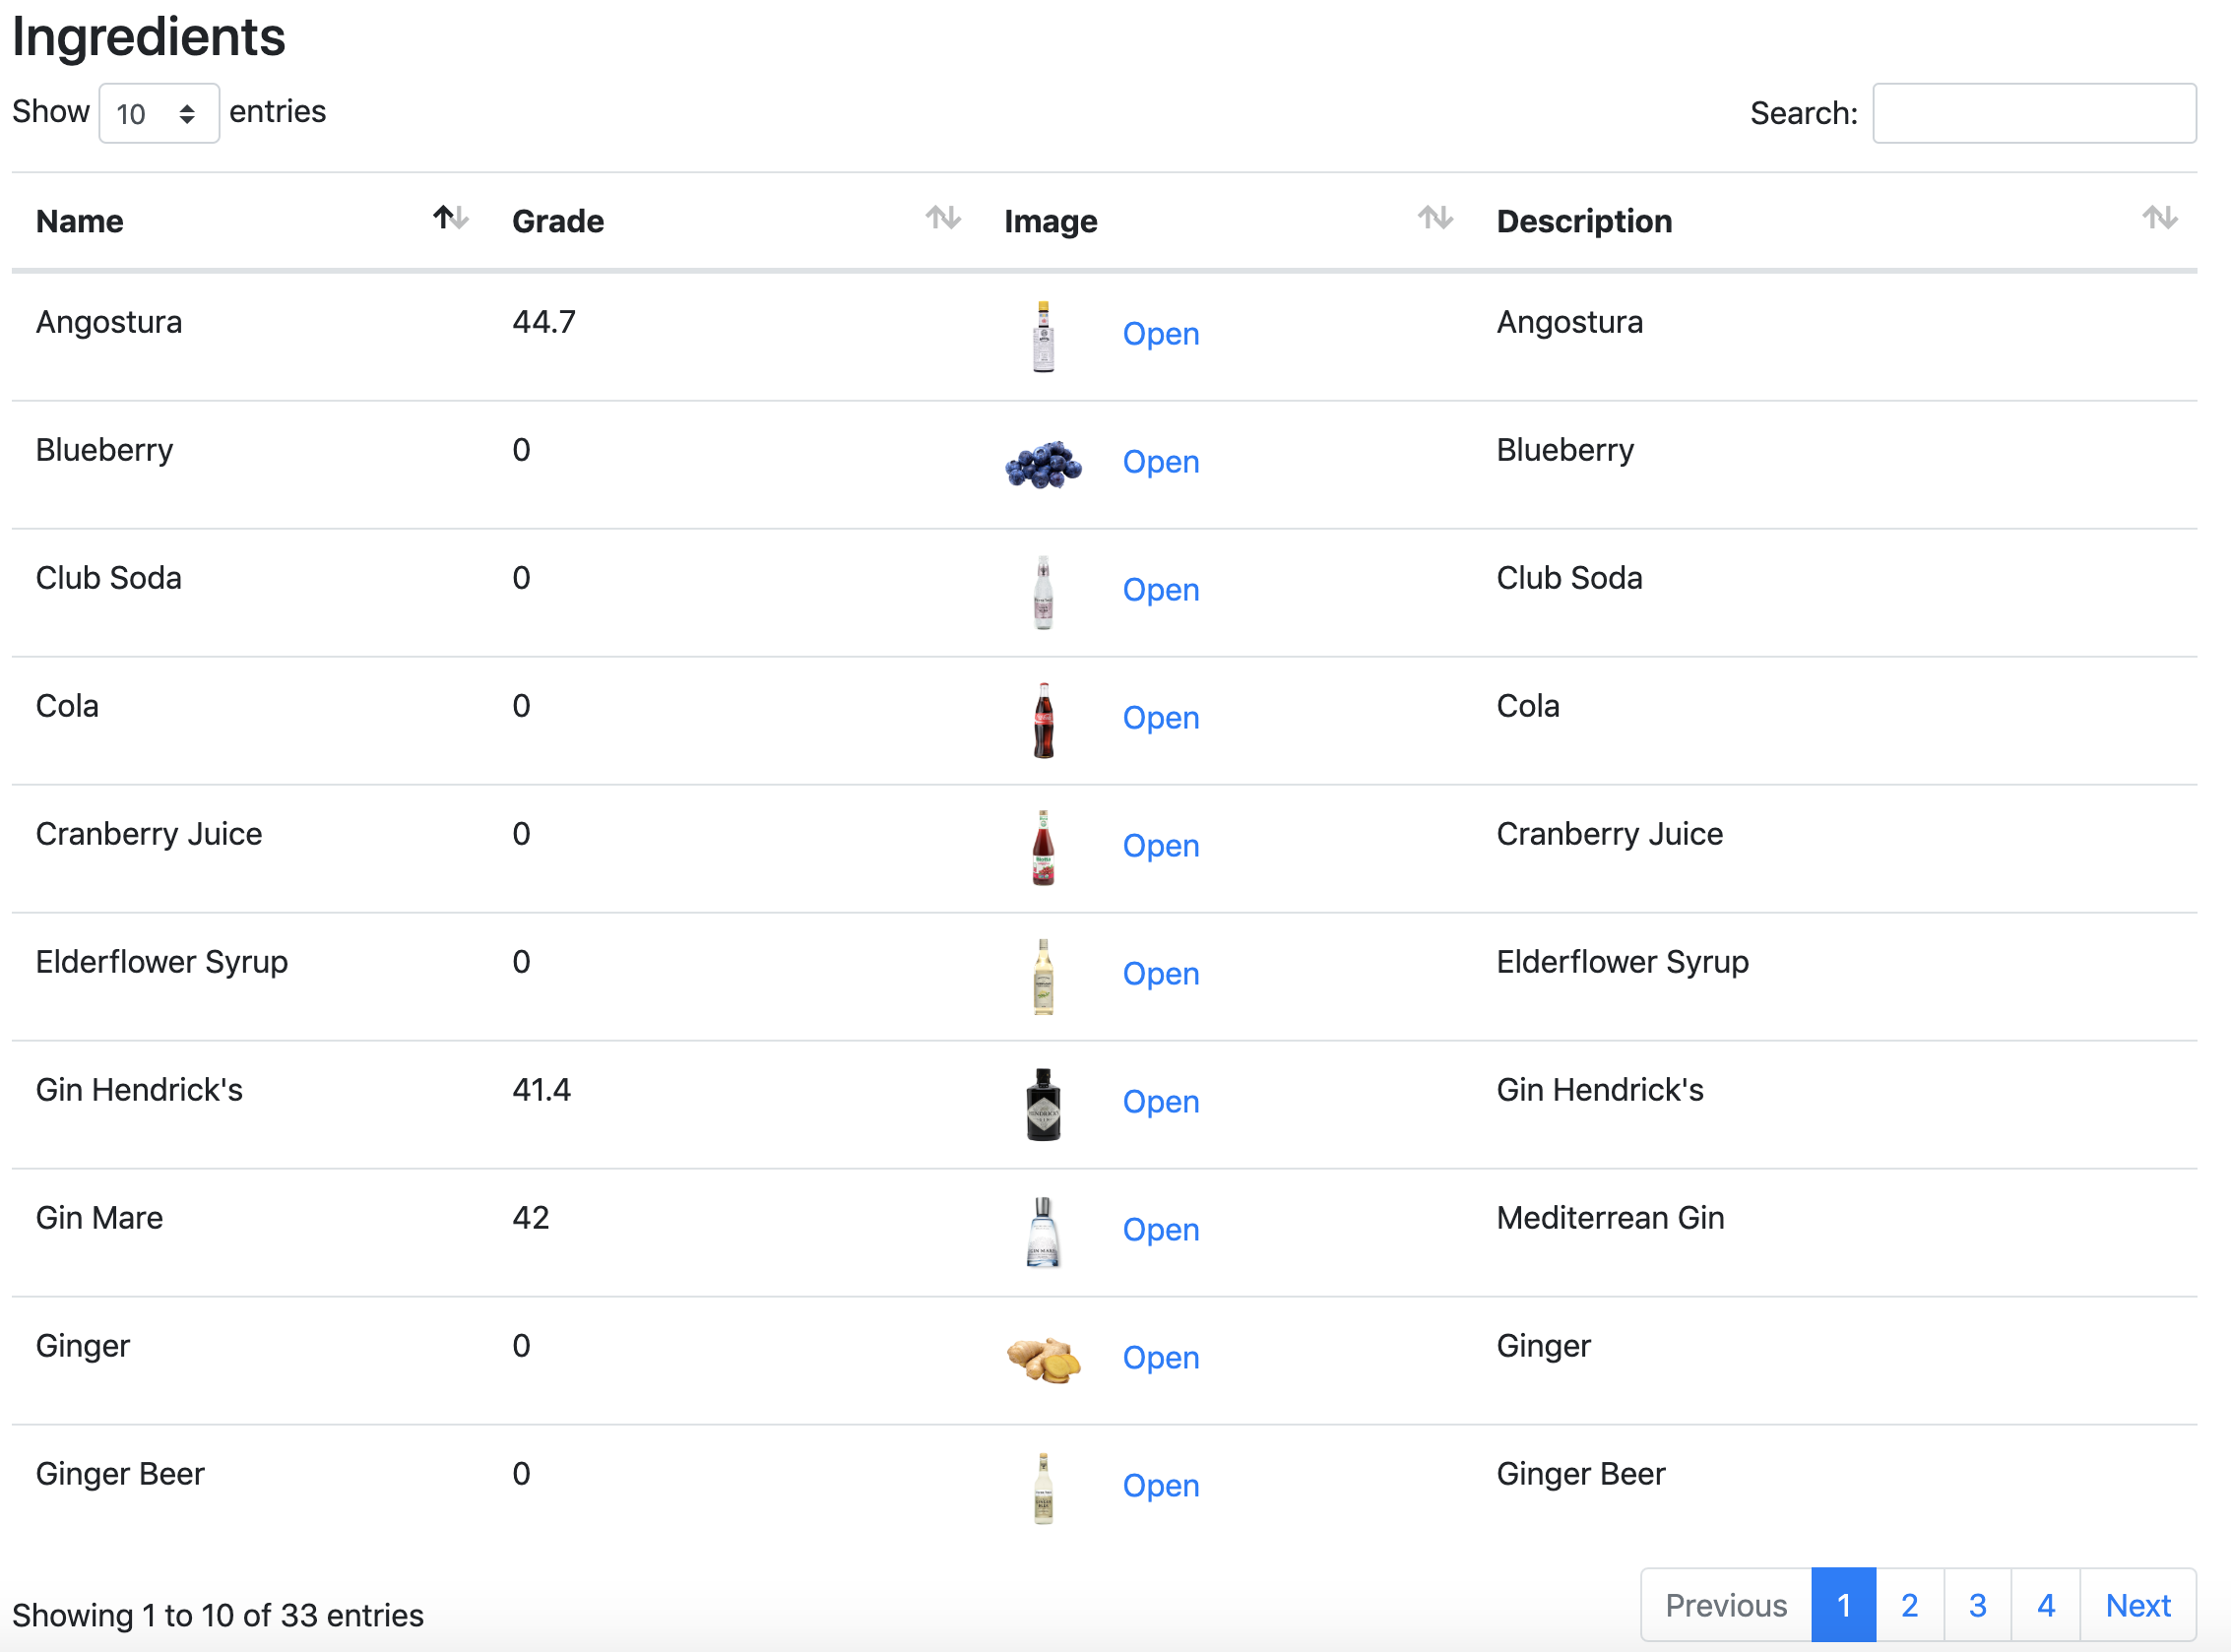 Ingredients
Show 10 entries Search:
Name Grade Image Description
Angostura 44.7 Open Angostura
Blueberry 0 Open Blueberry
Club Soda 0 Open Club Soda
Cola 0 Open Cola
Cranberry Juice 0 Open Cranberry Juice
Elderflower Syrup 0 Open Elderflower Syrup
Gin Hendrick's 41.4 Open Gin Hendrick's
Gin Mare 42 Open Mediterrean Gin
Ginger 0 Open Ginger
Ginger Beer 0 Open Ginger Beer
Showing 1 to 10 of 33 entries Previous 1 2 3 4 Next